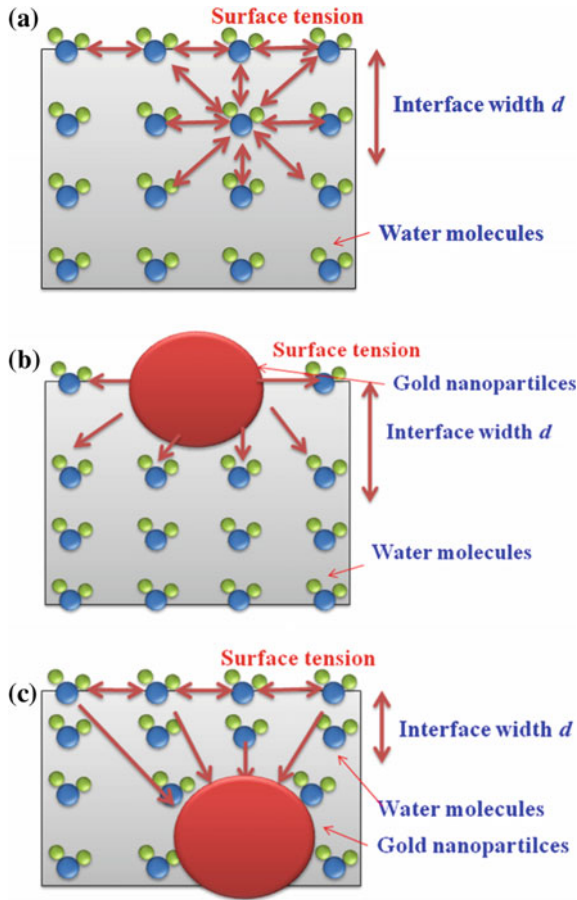 (a)
Surface tension
Interface width d
Water molecules
(b)
Surface tension
Gold nanopartilces
Interface width d
Water molecules
Surface tension
(c)
Interface width d
Water molecules
Gold nanopartilces